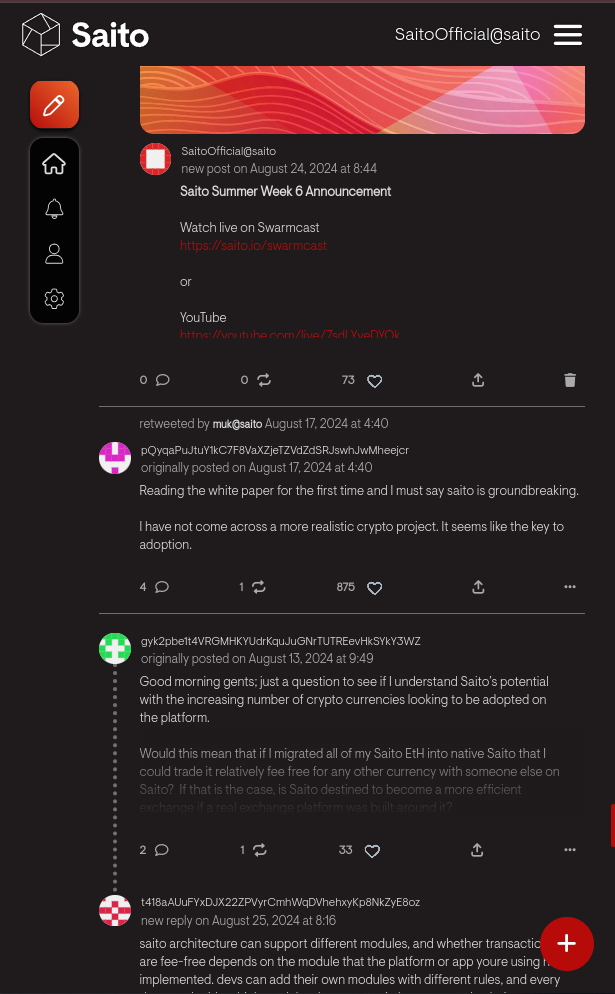 Saito
SaitoOfficial@saito
SaitoOfficial@saito
new post on August 24, 2024 at 8:44
Saito Summer Week 6 Announcement
Watch live on Swarmcast
https://saito.io/swarmcast
or
YouTube
0 0 73
retweeted by muk@saito August 17, 2024 at 4:40
pQyqaPuJtuY1kC7F8VaXZjeTZVdZdSRJswhJwMheejcr
originally posted on August 17, 2024 at 4:40
Reading the white paper for the first time and I must say saito is groundbreaking.
I have not come across a more realistic crypto project. It seems like the key to
adoption.
4 1 875
gyk2pbe1t4VRGMHKYUdrKquJuGNrTUTREevHkSYkY3WZ
originally posted on August 13, 2024 at 9:49
Good morning gents; just a question to see if I understand Saito's potential
with the increasing number of crypto currencies looking to be adopted on
the platform.
Would this mean that if I migrated all of my Saito EtH into native Saito that I
could trade it relatively fee free for any other currency with someone else on
Saito? If that is the case, is Saito destined to become a more efficient
exchange if a real exchange platform was built around it?
2 1 33
t418aAUuFYxDJX22ZPVyrCmhWqDVhehxyKp8NkZyE8oz
new reply on August 25, 2024 at 8:16
saito architecture can support different modules, and whether transactio
are fee-free depends on the module that the platform or app youre using
implemented. devs can add their own modules with different rules, and every